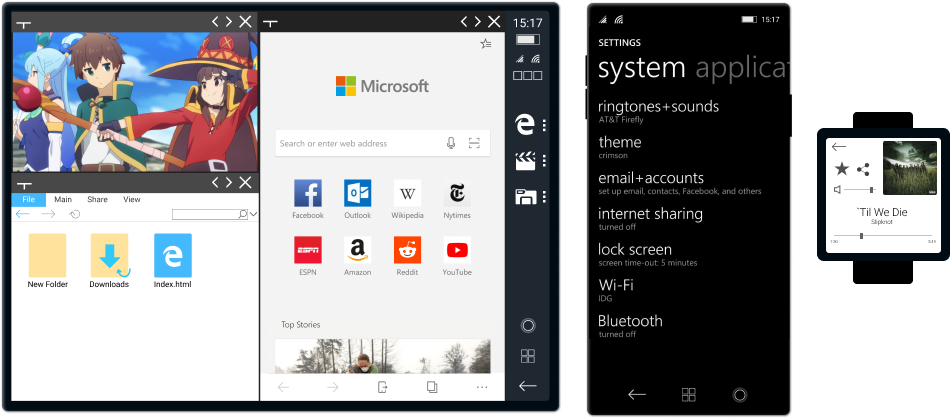 File
Main
Share
View
New Folder
Downloads
Index.html
Microsoft
Search or enter web address
Facebook
Outlook
Wikipedia
Nytimes
ESPN
Amazon
Reddit
YouTube
Top Stories
15:17
15:17
SETTINGS
system applicat
ringtones+sounds
AT&T Firefly
theme
crimson
email+accounts
set up email, contacts, Facebook, and others
internet sharing
turned off
lock screen
screen time-out: 5 minutes
Wi-Fi
IDG
Bluetooth
turned off
`Til We Die
Slipknot